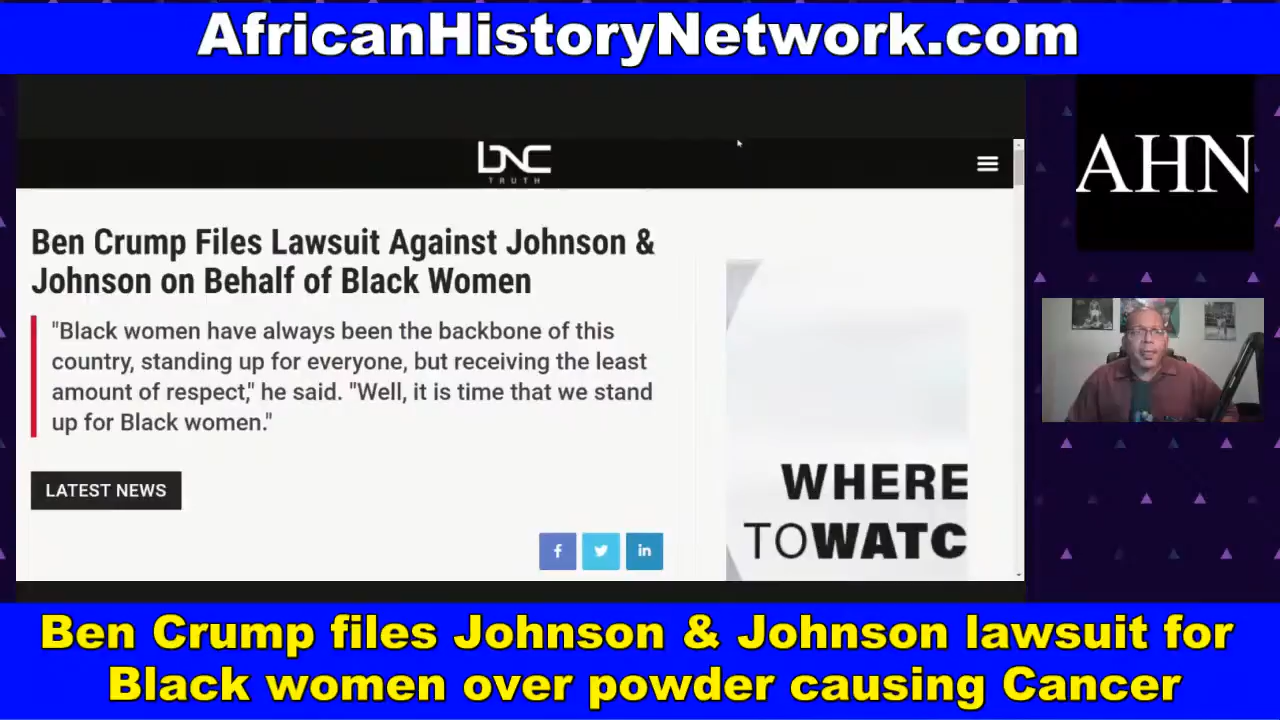 AfricanHistoryNetwork.com
BNC
TRUTH
AHN
Ben Crump Files Lawsuit Against Johnson &
Johnson on Behalf of Black Women
"Black women have always been the backbone of this
country, standing up for everyone, but receiving the least
amount of respect," he said. "Well, it is time that we stand
up for Black women."
LATEST NEWS
f
in
WHERE
TOWATC
Ben Crump files Johnson & Johnson lawsuit for
Black women over powder causing Cancer